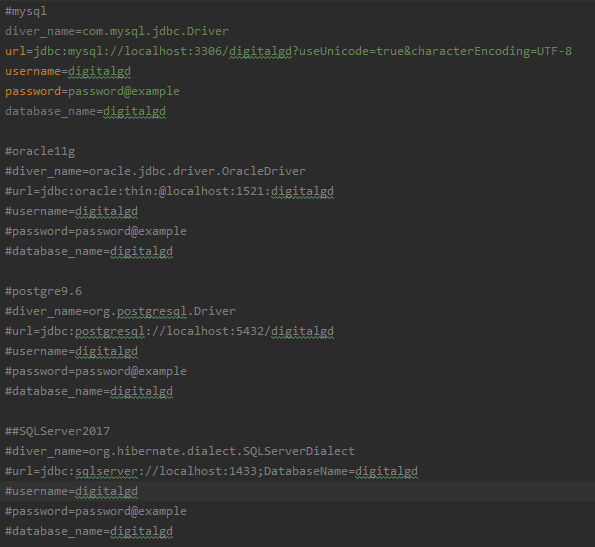 #mysql
diver_name=com.mysql.jdbc.Driver
url=jdbc:mysql://localhost:3306/digitalgd?useUnicode=true&characterEncoding=UTF-8
username=digitalgd
password=password@example
database_name=digitalgd
#oracle11g
#diver_name=oracle.jdbc.driver.OracleDriver
#url=jdbc:oracle:thin:@localhost:1521:digitalgd
#username=digitalgd
#password=password@example
#database_name=digitalgd
#postgre9.6
#diver_name=org.postgresql.Driver
#url=jdbc:postgresql://localhost:5432/digitalgd
#username=digitalgd
#password=password@example
#database_name=digitalgd
##SQLServer2017
#diver_name=org.hibernate.dialect.SQLServerDialect
#url=jdbc:sqlserver://localhost:1433;DatabaseName=digitalgd
#username=digitalgd
#password=password@example
#database_name=digitalgd